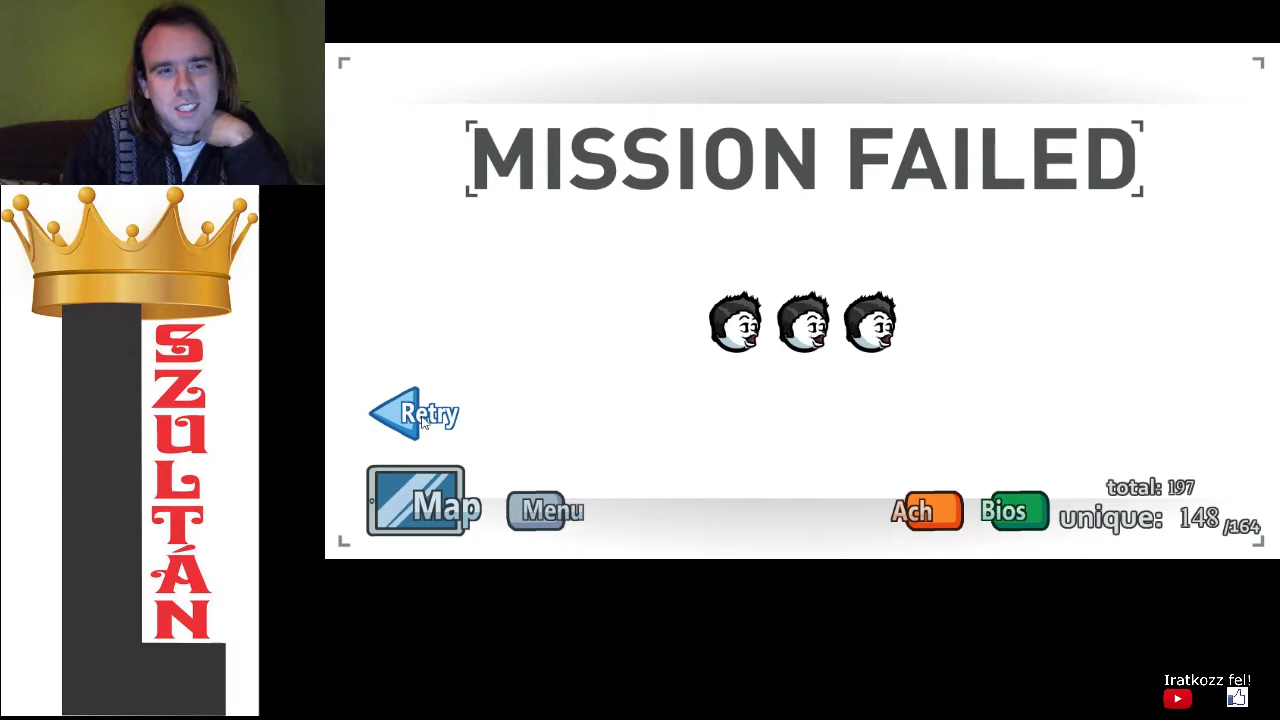 MISSION FAILED
Retry
Map
Menu
Ach
Bios
total: 197
unique: 148 /164
L SZULTÁN
Iratkozz fel!